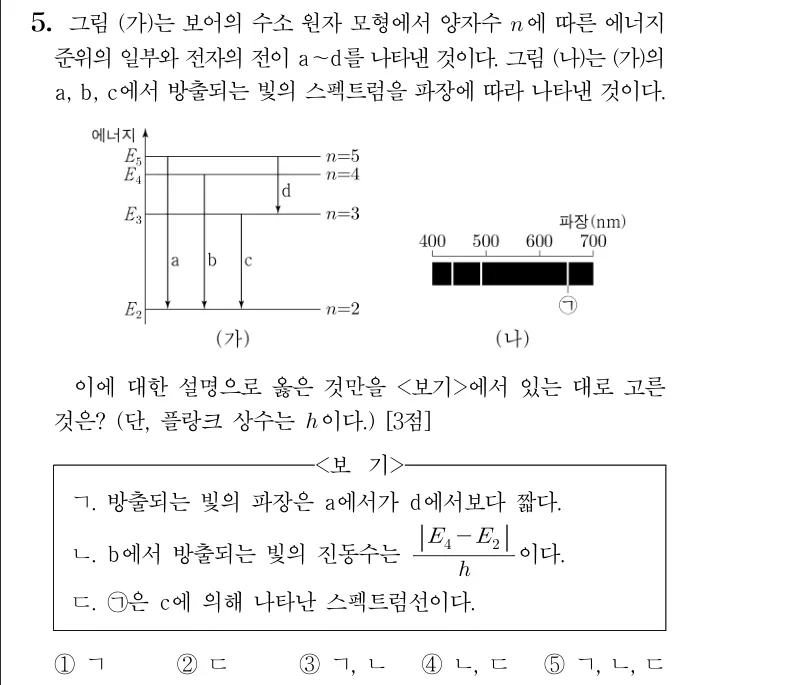 5. 그림 (가)는 보어의 수소 원자 모형에서 양자수 n에 따른 에너지
준위의 일부와 전자의 전이 a~d를 나타낸 것이다. 그림 (나)는 (가)의
a, b, c에서 방출되는 빛의 스펙트럼을 파장에 따라 나타낸 것이다.
에너지
E₅ n=5
E₄ n=4
d
E₃ n=3
a b c
E₂ n=2
(가)
파장(nm)
400 500 600 700
㉠
(나)
이에 대한 설명으로 옳은 것만을 <보기>에서 있는 대로 고른
것은? (단, 플랑크 상수는 h이다.) [3점]
<보 기>
ㄱ. 방출되는 빛의 파장은 a에서가 d에서보다 짧다.
ㄴ. b에서 방출되는 빛의 진동수는 |E₄-E₂|/h 이다.
ㄷ. ㉠은 c에 의해 나타난 스펙트럼선이다.
① ㄱ ② ㄷ ③ ㄱ, ㄴ ④ ㄴ, ㄷ ⑤ ㄱ, ㄴ, ㄷ